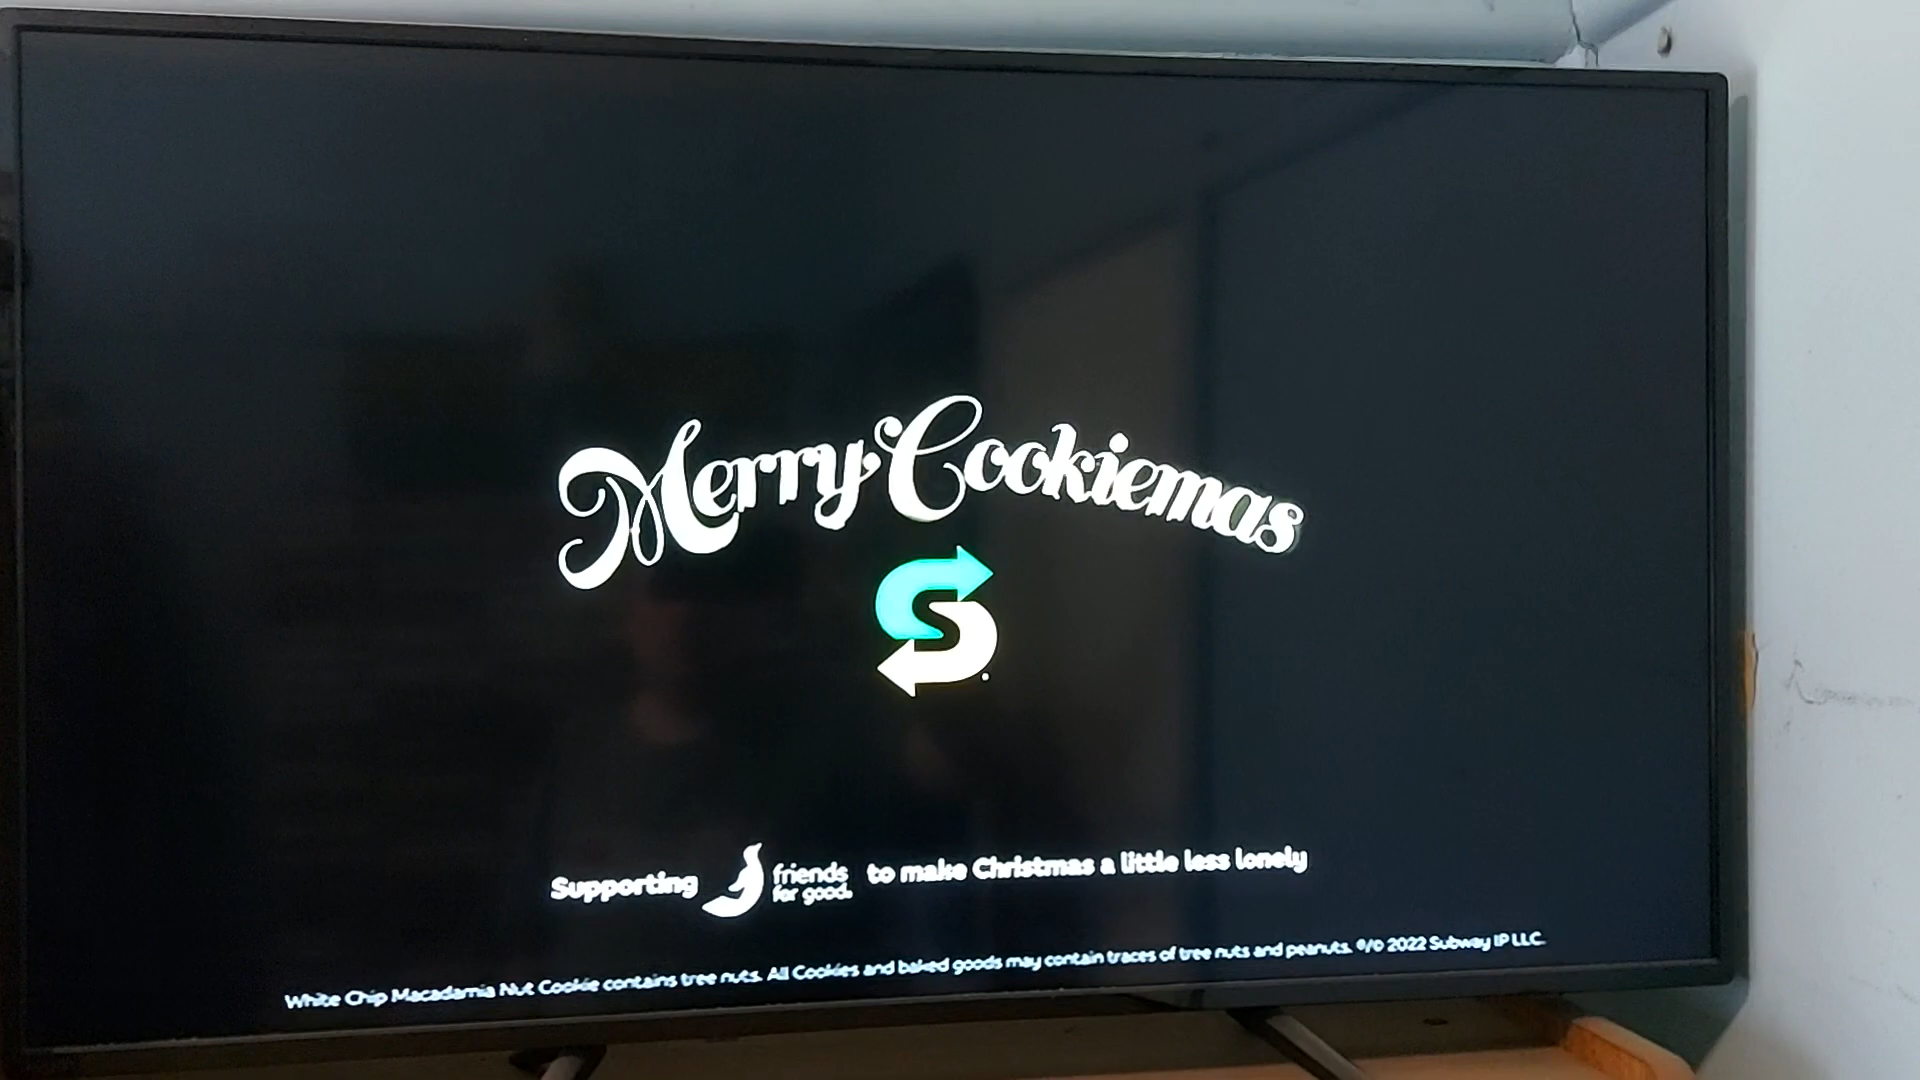 Merry Cookiemas
S
Supporting friends for good. to make Christmas a little less lonely
White Chip Macadamia Nut Cookie contains tree nuts. All Cookies and baked goods may contain traces of tree nuts and peanuts. ®/© 2022 Subway IP LLC.